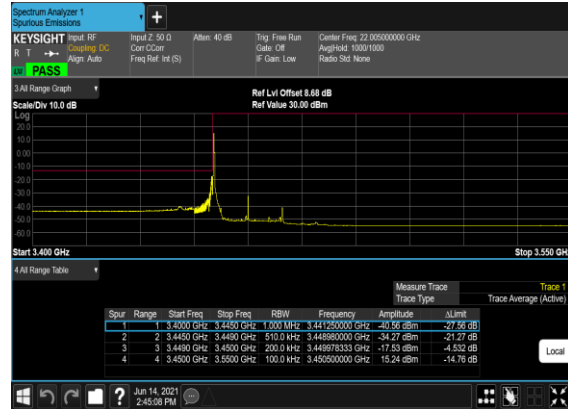 Spectrum Analyzer 1
Spurious Emissions
KEYSIGHT Input: RF Input Z: 50 Ω Atten: 40 dB Trig: Free Run Center Freq: 22.005000000 GHz
R T Coupling: DC Corr CCorr Gate: Off Avg|Hold: 1000/1000
Align: Auto Freq Ref: Int (S) IF Gain: Low Radio Std: None
PASS
3 All Range Graph
Ref Lvl Offset 8.68 dB
Scale/Div 10.0 dB Ref Value 30.00 dBm
Log
20.0
10.0
0.00
-10.0
-20.0
-30.0
-40.0
-50.0
-60.0
Start 3.400 GHz Stop 3.550 GHz
4 All Range Table
Measure Trace Trace 1
Trace Type Trace Average (Active)
Spur Range Start Freq Stop Freq RBW Frequency Amplitude ΔLimit
1 1 3.4000 GHz 3.4450 GHz 1.000 MHz 3.441250000 GHz -40.56 dBm -27.56 dB
2 2 3.4450 GHz 3.4490 GHz 510.0 kHz 3.448980000 GHz -34.27 dBm -21.27 dB
3 3 3.4490 GHz 3.4500 GHz 200.0 kHz 3.449978333 GHz -17.53 dBm -4.532 dB
4 4 3.4500 GHz 3.5500 GHz 100.0 kHz 3.450500000 GHz 15.24 dBm -14.76 dB
Local
Jun 14, 2021
2:45:08 PM